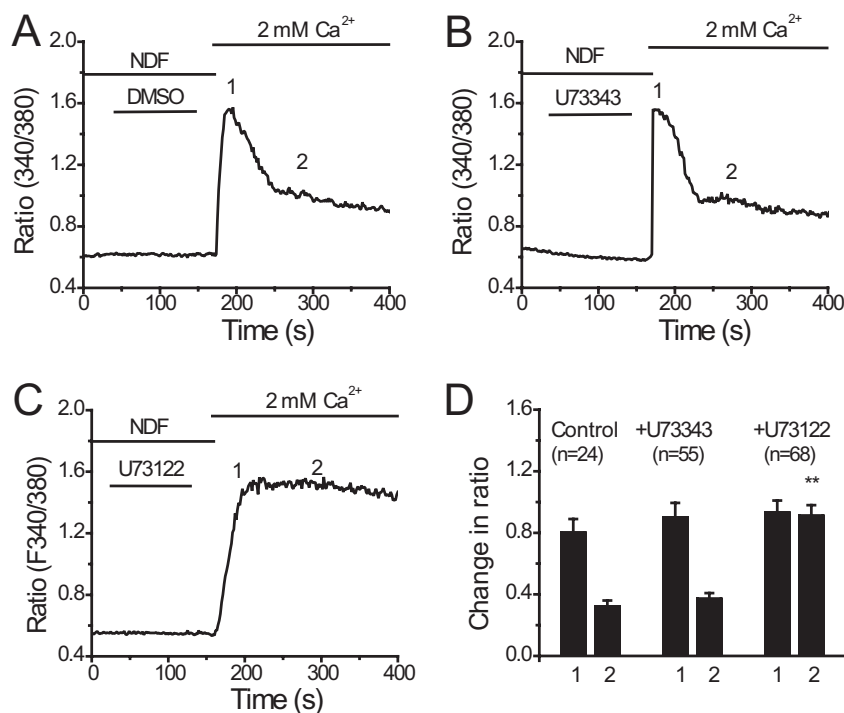 A
2 mM Ca²⁺
NDF
DMSO
1
2
2.0
1.6
1.2
0.8
0.4
Ratio (340/380)
0 100 200 300 400
Time (s)
B
2 mM Ca²⁺
NDF
U73343
1
2
2.0
1.6
1.2
0.8
0.4
Ratio (340/380)
0 100 200 300 400
Time (s)
C
2 mM Ca²⁺
NDF
U73122
1
2
2.0
1.6
1.2
0.8
0.4
Ratio (F340/380)
0 100 200 300 400
Time (s)
D
Control +U73343 +U73122
(n=24) (n=55) (n=68)
**
1.6
1.2
0.8
0.4
0.0
Change in ratio
1 2 1 2 1 2